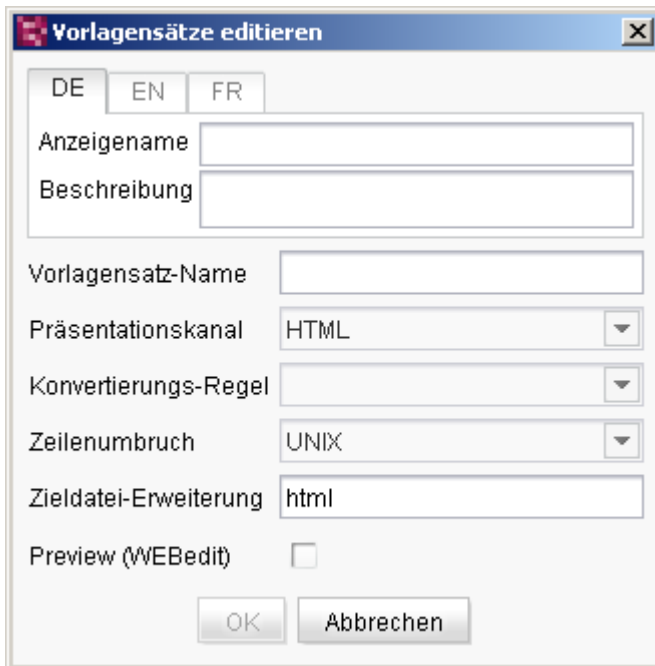 Vorlagensätze editieren
DE EN FR
Anzeigename
Beschreibung
Vorlagensatz-Name
Präsentationskanal HTML
Konvertierungs-Regel
Zeilenumbruch UNIX
Zieldatei-Erweiterung html
Preview (WEBedit)
OK Abbrechen